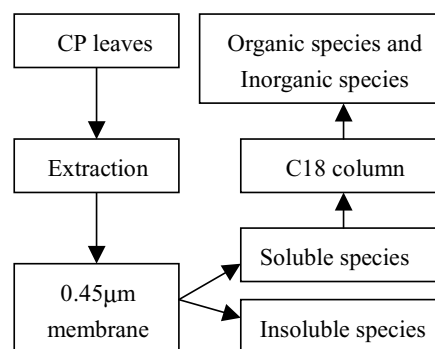 CP leaves
Extraction
0.45μm
membrane
Soluble species
Insoluble species
C18 column
Organic species and
Inorganic species